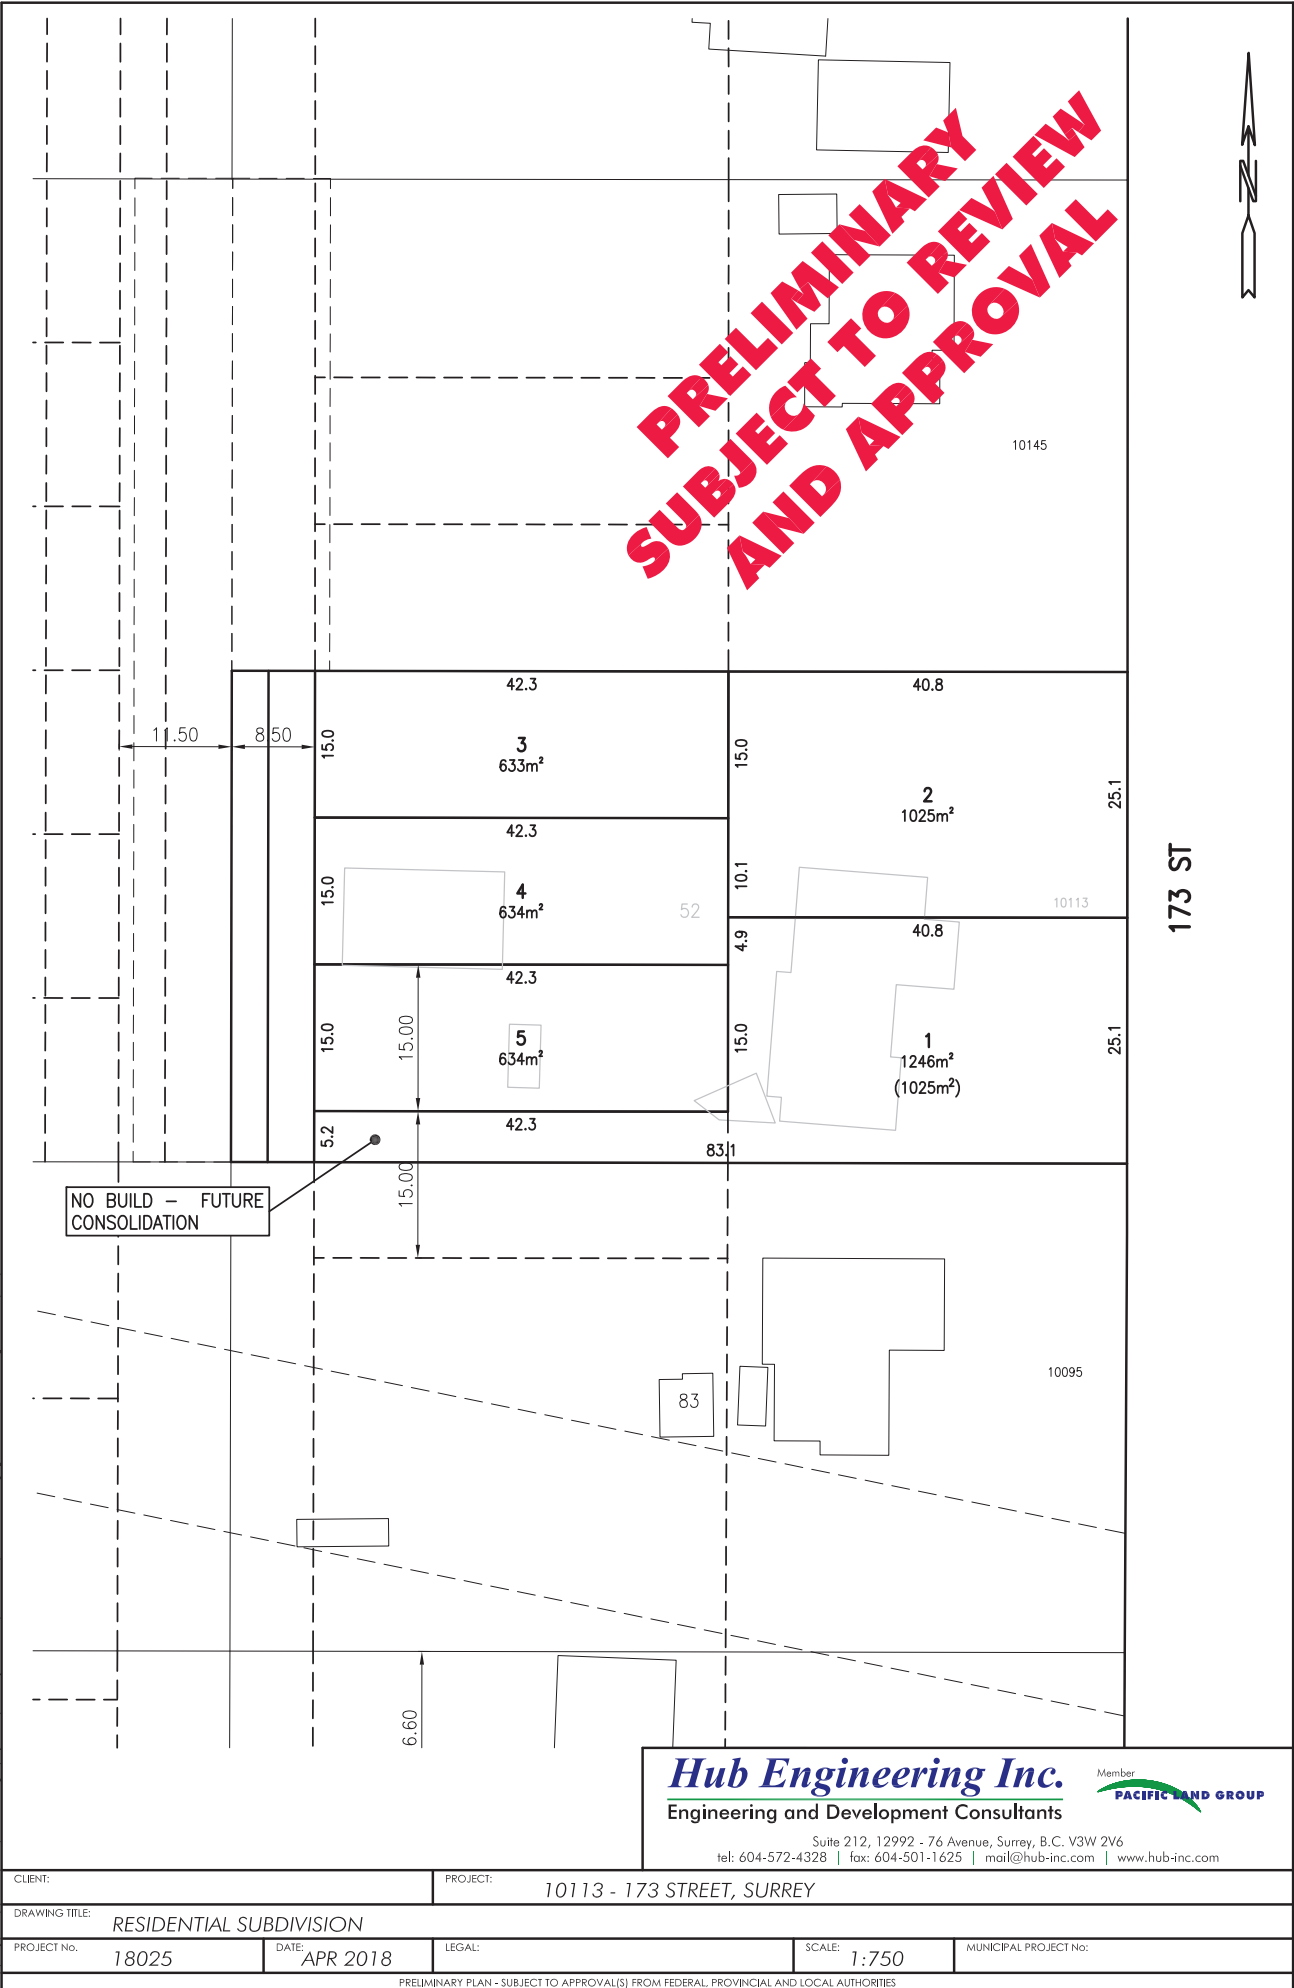 N
PRELIMINARY
SUBJECT TO REVIEW
AND APPROVAL
10145
42.3
40.8
11.50
8.50
15.0
3
633m²
15.0
2
1025m²
25.1
42.3
173 ST
15.0
4
634m²
52
10.1
10113
4.9
40.8
42.3
15.0
15.00
5
634m²
15.0
1
1246m²
(1025m²)
25.1
5.2
42.3
83.1
15.00
NO BUILD – FUTURE
CONSOLIDATION
10095
83
6.60
Hub Engineering Inc.
Engineering and Development Consultants
Member
PACIFIC LAND GROUP
Suite 212, 12992 - 76 Avenue, Surrey, B.C. V3W 2V6
tel: 604-572-4328 | fax: 604-501-1625 | mail@hub-inc.com | www.hub-inc.com
CLIENT:
PROJECT: 10113 - 173 STREET, SURREY
DRAWING TITLE: RESIDENTIAL SUBDIVISION
PROJECT No. 18025
DATE: APR 2018
LEGAL:
SCALE: 1:750
MUNICIPAL PROJECT No:
PRELIMINARY PLAN - SUBJECT TO APPROVAL(S) FROM FEDERAL, PROVINCIAL AND LOCAL AUTHORITIES